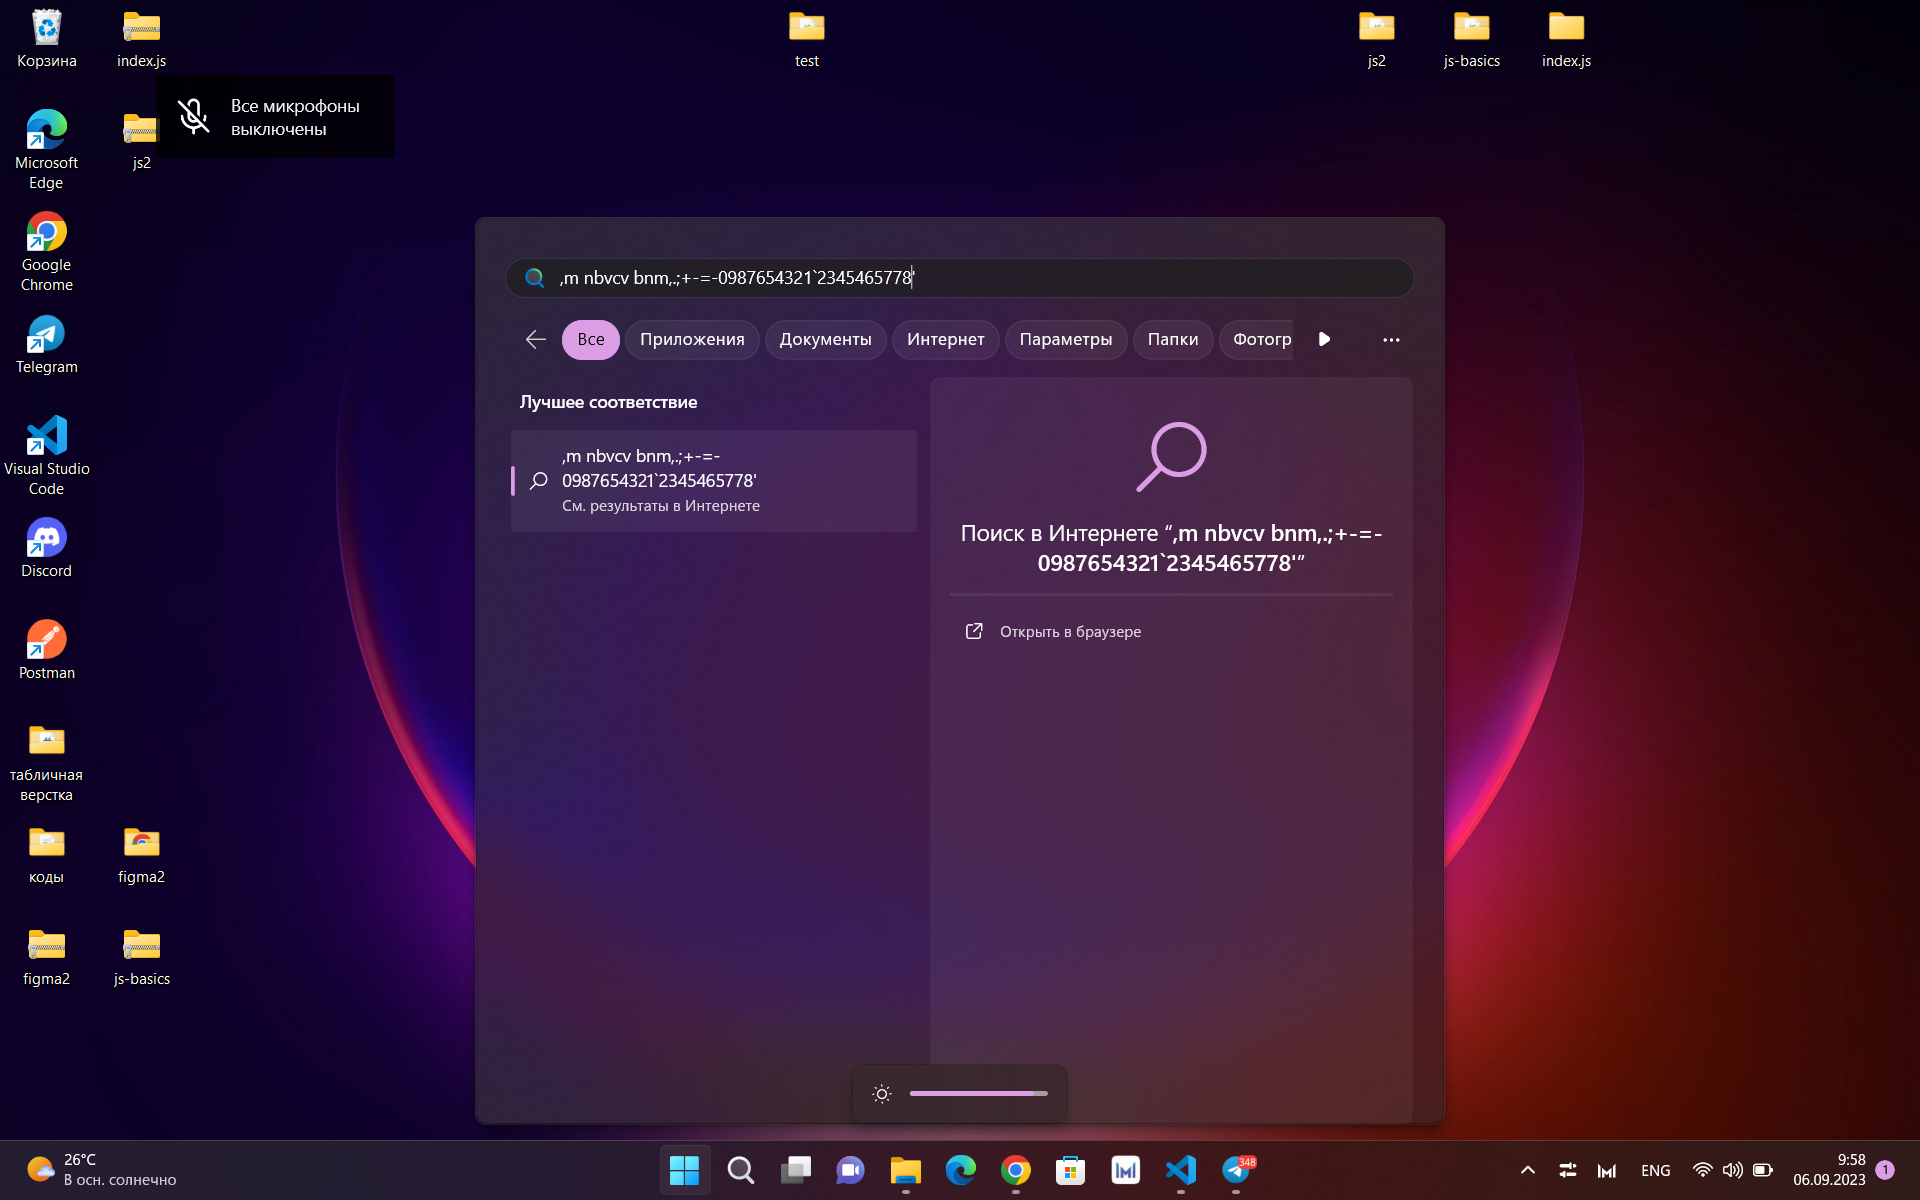 Корзина
index.js
test
js2
js-basics
index.js
Все микрофоны
выключены
Microsoft
Edge
js2
Google
Chrome
Telegram
Visual Studio
Code
Discord
Postman
табличная
верстка
коды
figma2
figma2
js-basics
,m nbvcv bnm,.;+-=-0987654321`2345465778'
Все
Приложения
Документы
Интернет
Параметры
Папки
Фотогр
Лучшее соответствие
,m nbvcv bnm,.;+-=-
0987654321`2345465778'
См. результаты в Интернете
Поиск в Интернете “,m nbvcv bnm,.;+-=-
0987654321`2345465778'”
Открыть в браузере
26°C
В осн. солнечно
348
ENG
9:58
06.09.2023
1